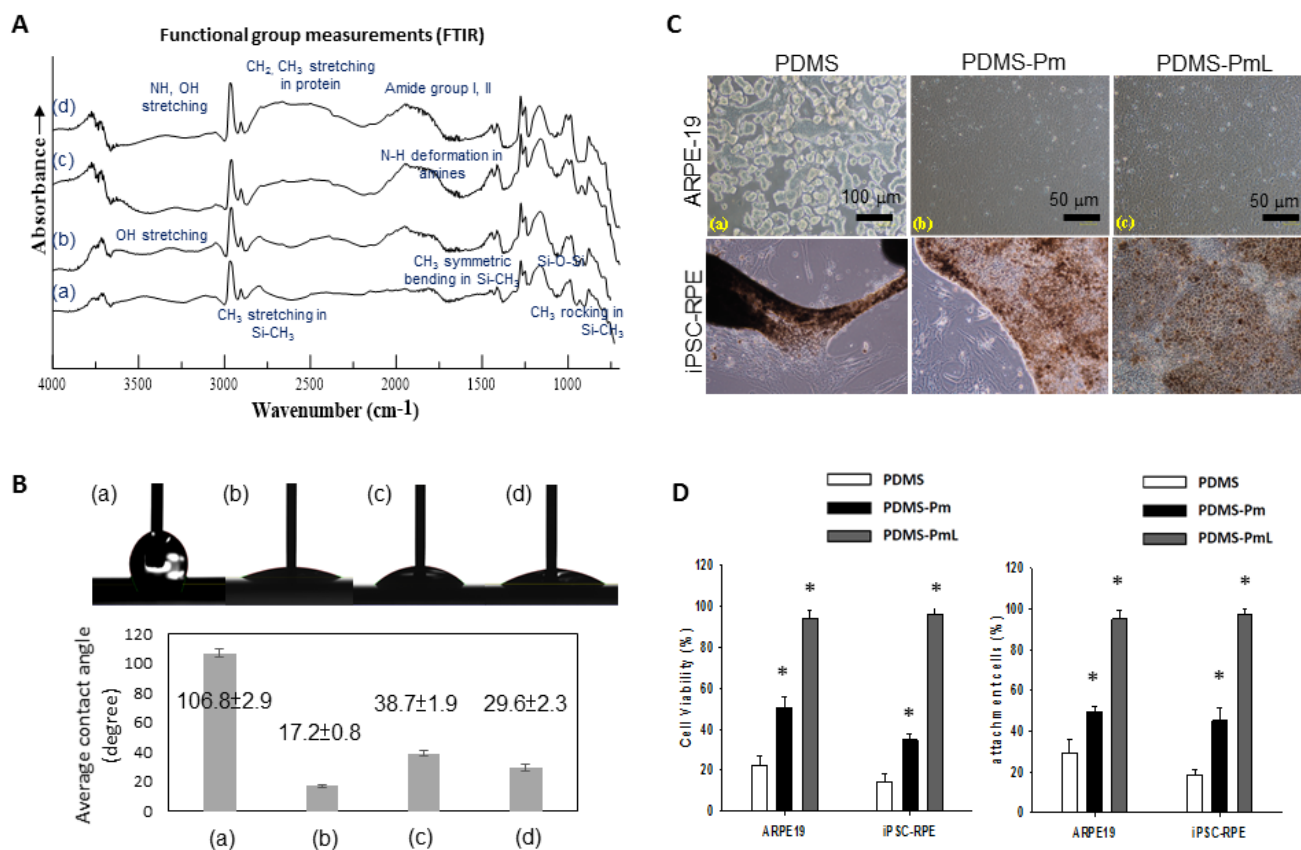 A
Functional group measurements (FTIR)
CH2, CH3 stretching
in protein
NH, OH
stretching
Amide group I, II
(d)
(c)
N-H deformation in
amines
(b)
OH stretching
CH3 symmetric
bending in Si-CH3
Si-O-Si
(a)
CH3 stretching in
Si-CH3
CH3 rocking in
Si-CH3
Absorbance
4000 3500 3000 2500 2000 1500 1000
Wavenumber (cm-1)
B
(a) (b) (c) (d)
Average contact angle
(degree)
120
100
80
60
40
20
0
106.8±2.9
17.2±0.8
38.7±1.9
29.6±2.3
(a) (b) (c) (d)
C
PDMS PDMS-Pm PDMS-PmL
ARPE-19
100 µm
50 µm
50 µm
(a) (b) (c)
iPSC-RPE
D
PDMS
PDMS-Pm
PDMS-PmL
Cell Viability (%)
120
100
80
60
40
20
0
* * * *
ARPE19 iPSC-RPE
PDMS
PDMS-Pm
PDMS-PmL
attachmentcells (%)
120
100
80
60
40
20
0
* * * *
ARPE19 iPSC-RPE